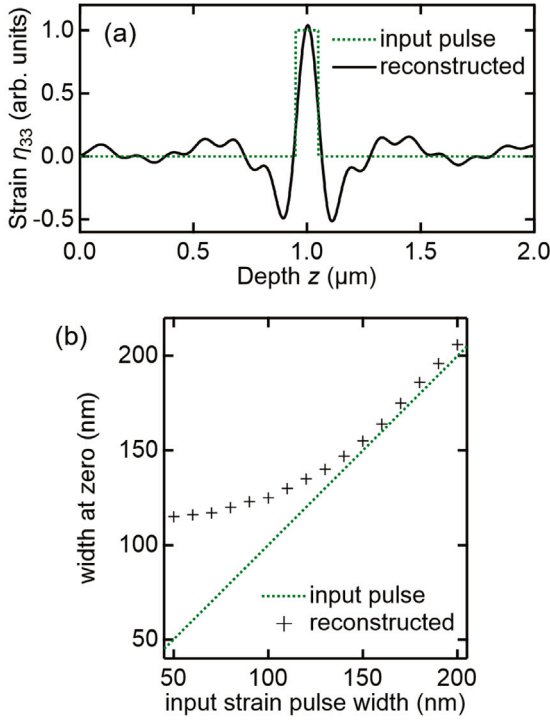 (a)
input pulse
reconstructed
Strain η33 (arb. units)
1.0
0.5
0.0
-0.5
0.0 0.5 1.0 1.5 2.0
Depth z (μm)
(b)
width at zero (nm)
200
150
100
50
input pulse
reconstructed
50 100 150 200
input strain pulse width (nm)